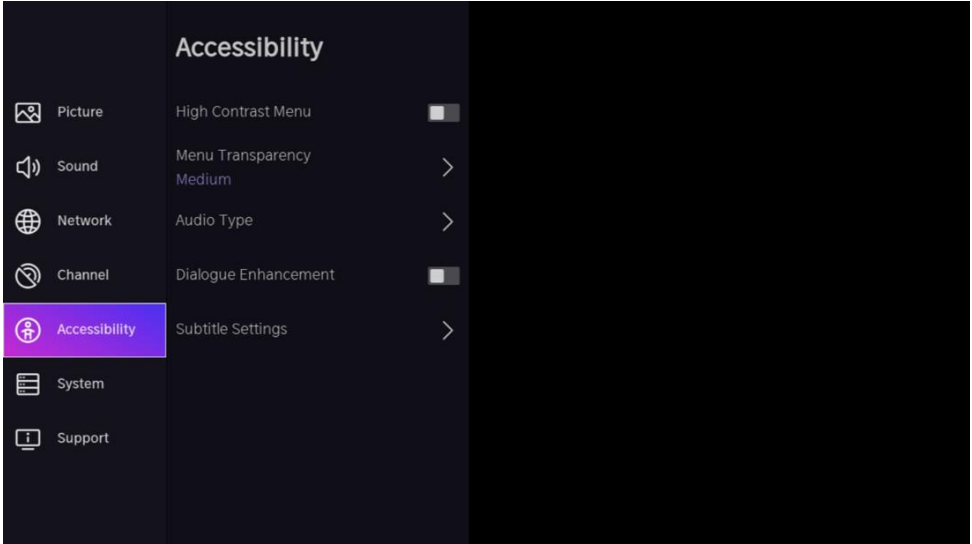 Accessibility
Picture
High Contrast Menu
Sound
Menu Transparency
Medium
Network
Audio Type
Channel
Dialogue Enhancement
Accessibility
Subtitle Settings
System
Support